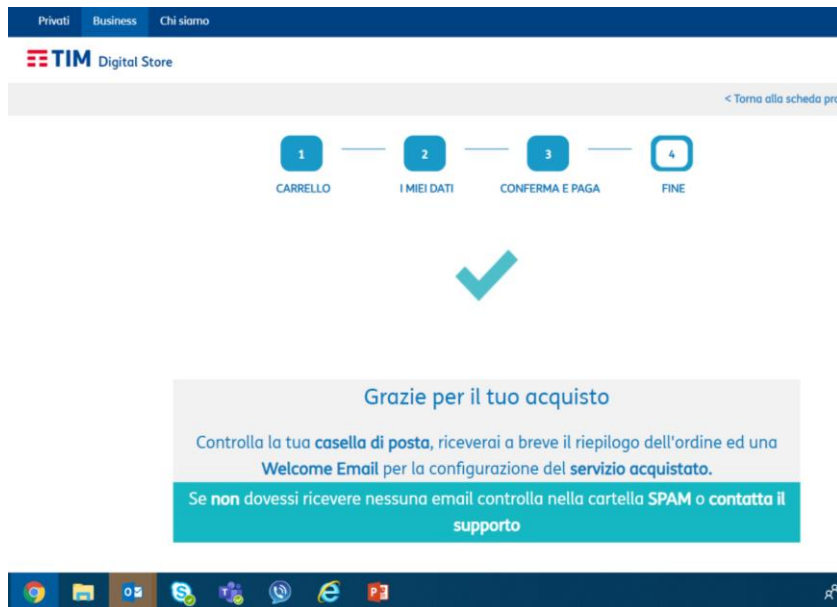 Privati Business Chi siamo
TIM Digital Store
< Torna alla scheda
1 2 3 4
CARRELLO I MIEI DATI CONFERMA E PAGA FINE
Grazie per il tuo acquisto
Controlla la tua casella di posta, riceverai a breve il riepilogo dell'ordine ed una
Welcome Email per la configurazione del servizio acquistato.
Se non dovessi ricevere nessuna email controlla nella cartella SPAM o contatta il
supporto